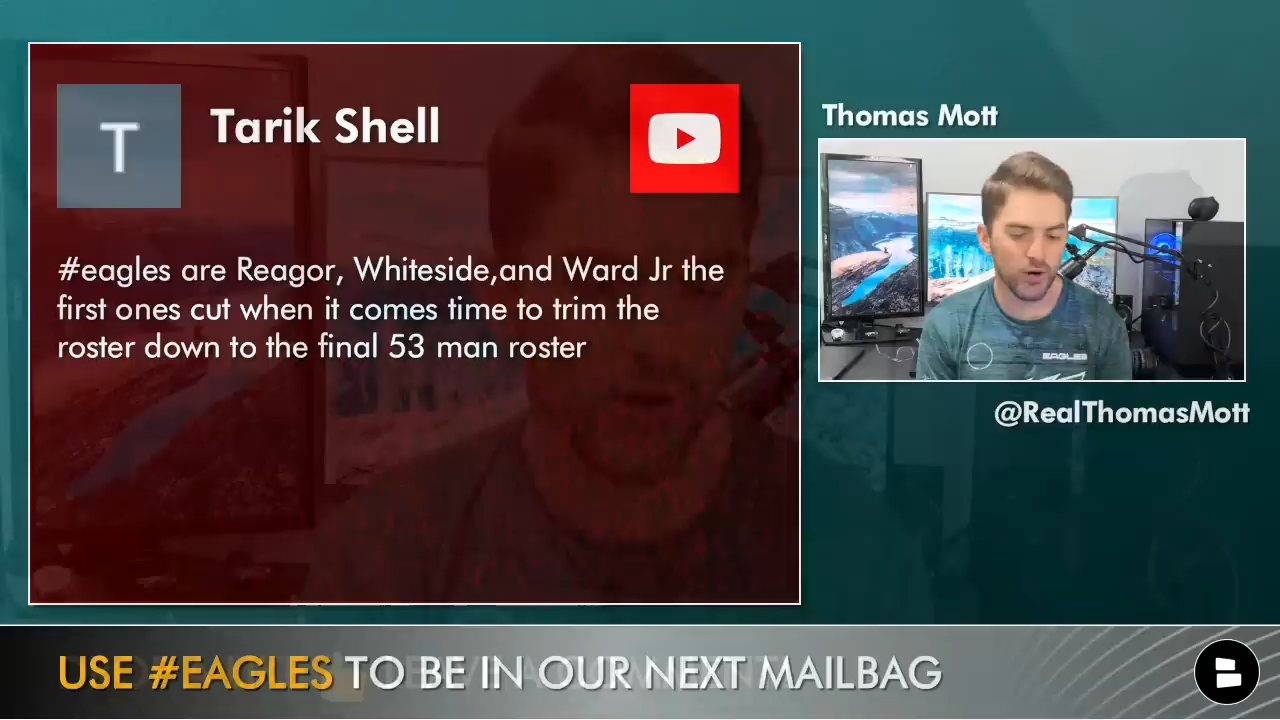 T
Tarik Shell
#eagles are Reagor, Whiteside,and Ward Jr the
first ones cut when it comes time to trim the
roster down to the final 53 man roster
Thomas Mott
EAGLES
@RealThomasMott
USE #EAGLES TO BE IN OUR NEXT MAILBAG